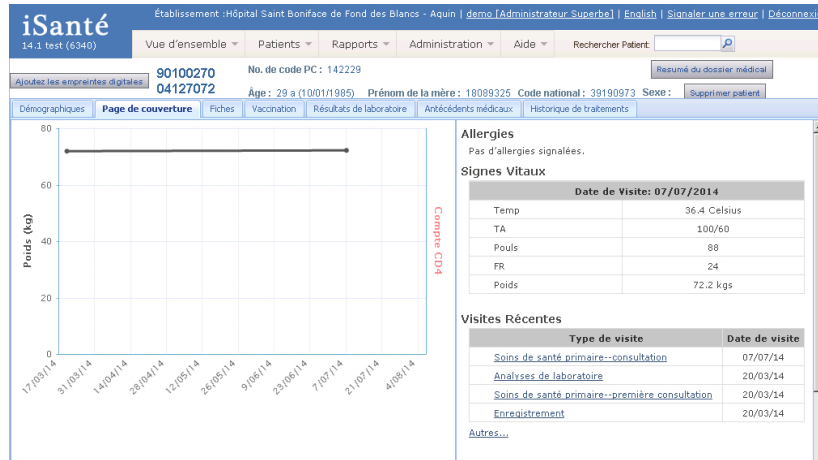 Établissement :Hôpital Saint Boniface de Fond des Blancs - Aquin | demo [Administrateur Superbe] | English | Signaler une erreur | Déconnexi
iSanté
14.1 test (6340)
Vue d'ensemble Patients Rapports Administration Aide Rechercher Patient:
Ajoutez les empreintes digitales
90100270
04127072
No. de code PC : 142229
Résumé du dossier médical
Âge : 29 a (10/01/1985) Prénom de la mère : 18089325 Code national : 39190973 Sexe :
Supprimer patient
Démographiques Page de couverture Fiches Vaccination Résultats de laboratoire Antécédents médicaux Historique de traitements
80
60
40
20
0
Poids (kg)
Compte CD4
17/03/14 31/03/14 14/04/14 28/04/14 12/05/14 26/05/14 9/06/14 23/06/14 7/07/14 21/07/14 4/08/14
Allergies
Pas d'allergies signalées.
Signes Vitaux
Date de Visite: 07/07/2014
Temp 36.4 Celsius
TA 100/60
Pouls 88
FR 24
Poids 72.2 kgs
Visites Récentes
Type de visite Date de visite
Soins de santé primaire--consultation 07/07/14
Analyses de laboratoire 20/03/14
Soins de santé primaire--première consultation 20/03/14
Enregistrement 20/03/14
Autres...